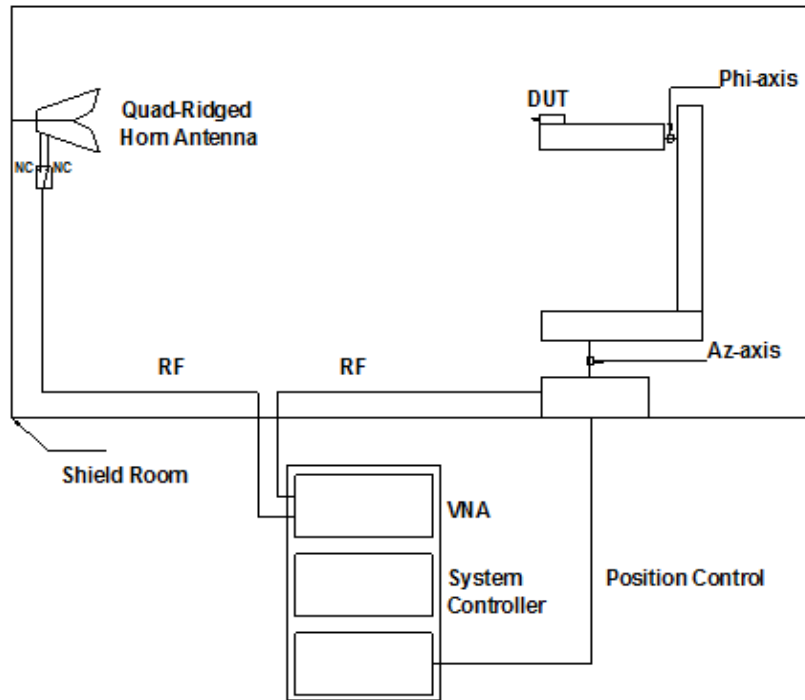 Phi-axis
DUT
Quad-Ridged
Horn Antenna
NC NC
Az-axis
RF RF
Shield Room
VNA
System
Controller
Position Control